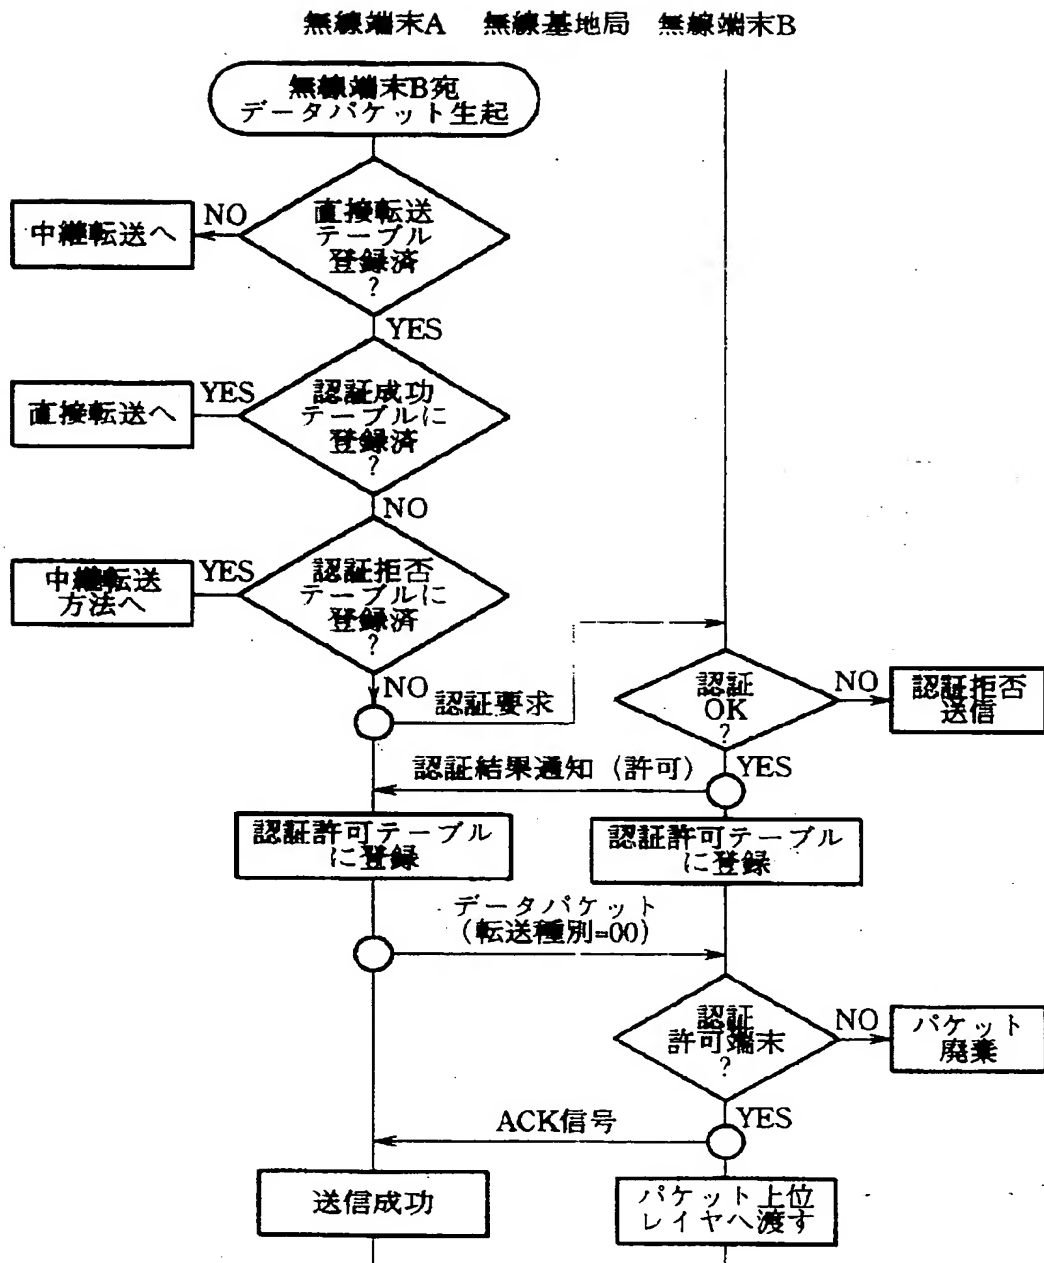 無線端末A 無線基地局 無線端末B
無線端末B宛
データパケット生起
直接転送
テーブル
登録済
?
NO
中継転送へ
YES
認証成功
テーブルに
登録済
?
YES
直接転送へ
NO
認証拒否
テーブルに
登録済
?
YES
中継転送
方法へ
NO
認証要求
認証
OK
?
NO
認証拒否
送信
YES
認証結果通知(許可)
認証許可テーブル
に登録
認証許可テーブル
に登録
データパケット
(転送種別=00)
認証
許可端末
?
NO
パケット
廃棄
YES
ACK信号
送信成功
パケット上位
レイヤへ渡す